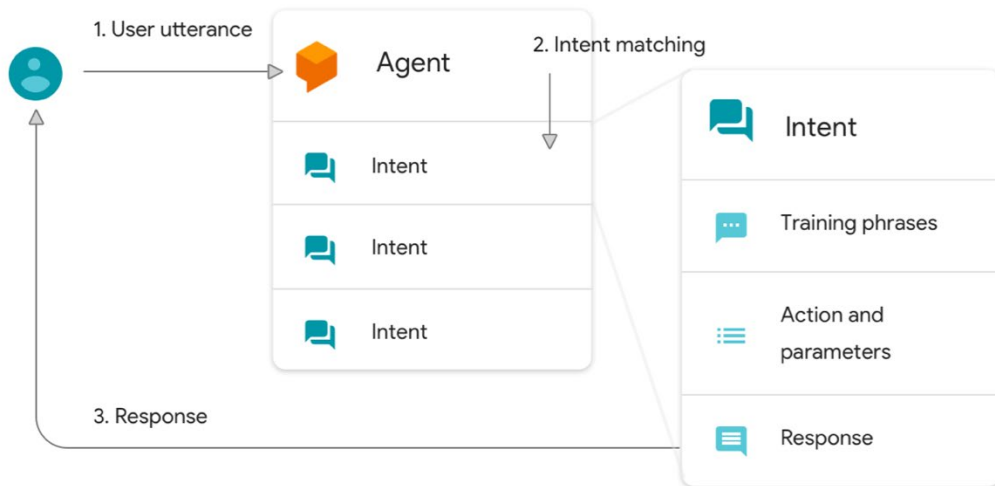 1. User utterance
Agent
2. Intent matching
Intent
Intent
Intent
Intent
Training phrases
Action and
parameters
Response
3. Response